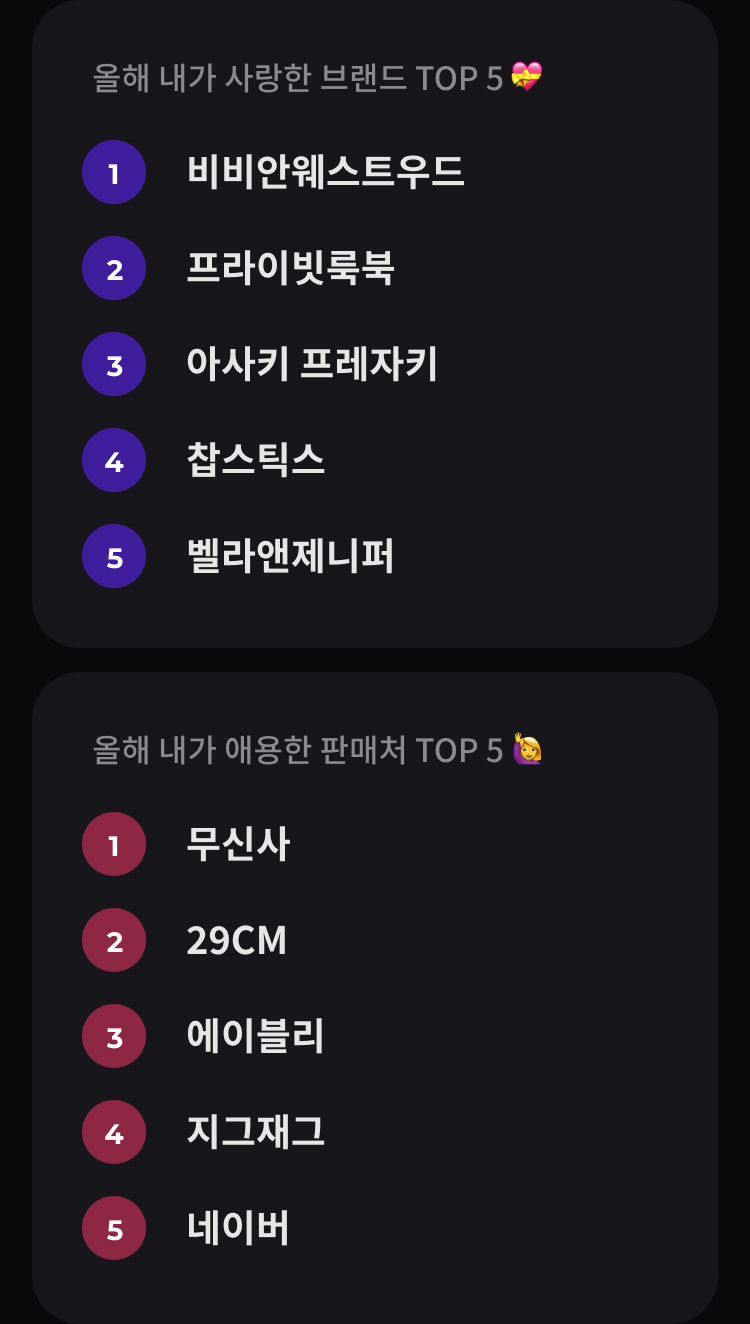 올해 내가 사랑한 브랜드 TOP 5 💝
1 비비안웨스트우드
2 프라이빗룩북
3 아사키 프레자키
4 찹스틱스
5 벨라앤제니퍼
올해 내가 애용한 판매처 TOP 5 🙋‍♀️
1 무신사
2 29CM
3 에이블리
4 지그재그
5 네이버